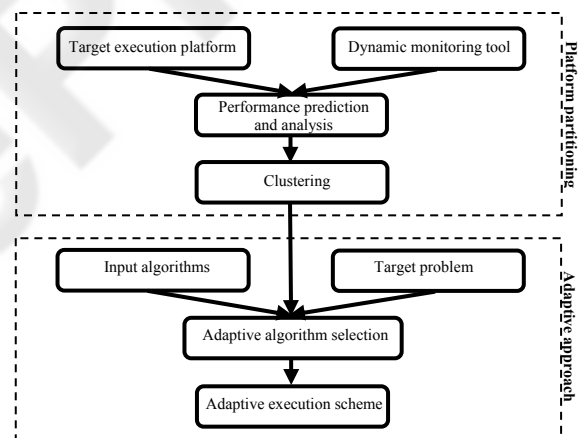 Target execution platform
Dynamic monitoring tool
Performance prediction
and analysis
Clustering
Platform partitioning
Input algorithms
Target problem
Adaptive algorithm selection
Adaptive execution scheme
Adaptive approach